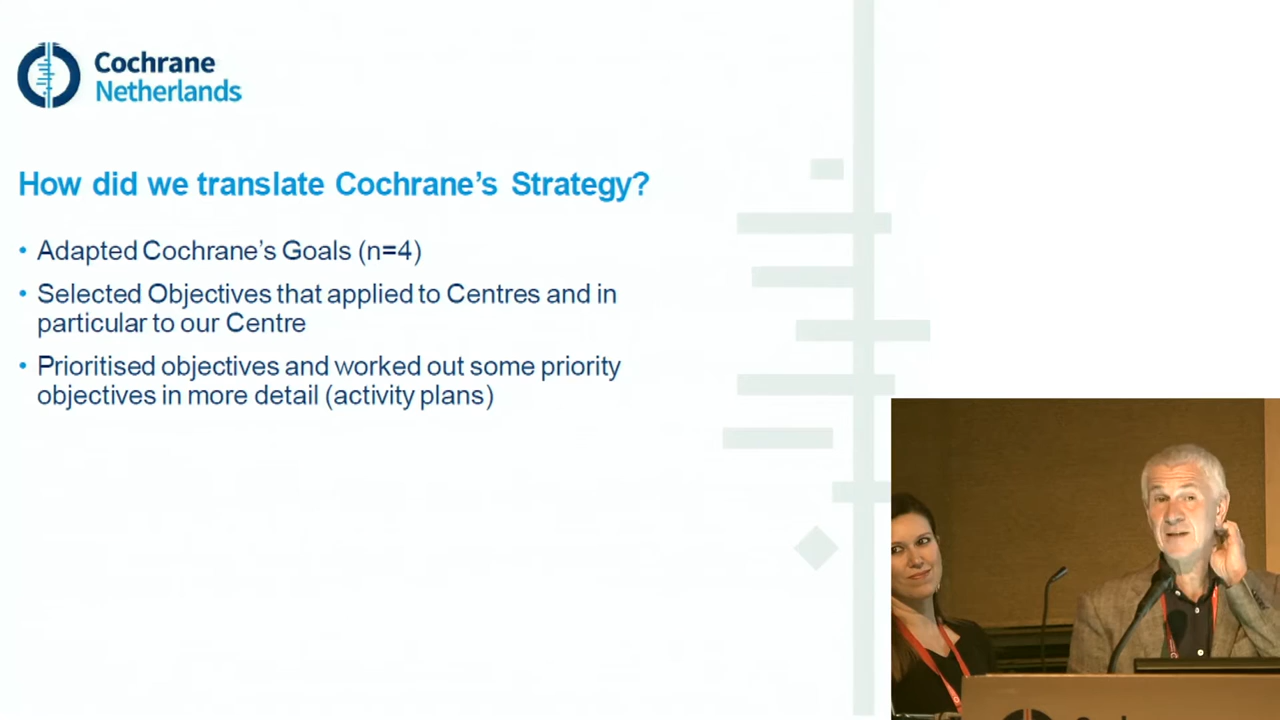 Cochrane
Netherlands
How did we translate Cochrane's Strategy?
• Adapted Cochrane's Goals (n=4)
• Selected Objectives that applied to Centres and in
particular to our Centre
• Prioritised objectives and worked out some priority
objectives in more detail (activity plans)